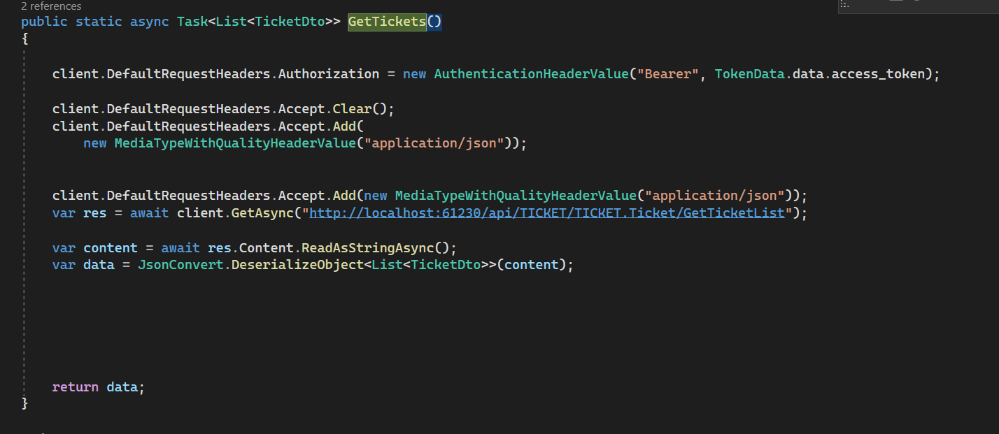 2 references
public static async Task<List<TicketDto>> GetTickets()
{
client.DefaultRequestHeaders.Authorization = new AuthenticationHeaderValue("Bearer", TokenData.data.access_token);
client.DefaultRequestHeaders.Accept.Clear();
client.DefaultRequestHeaders.Accept.Add(
new MediaTypeWithQualityHeaderValue("application/json"));
client.DefaultRequestHeaders.Accept.Add(new MediaTypeWithQualityHeaderValue("application/json"));
var res = await client.GetAsync("http://localhost:61230/api/TICKET/TICKET.Ticket/GetTicketList");
var content = await res.Content.ReadAsStringAsync();
var data = JsonConvert.DeserializeObject<List<TicketDto>>(content);
return data;
}